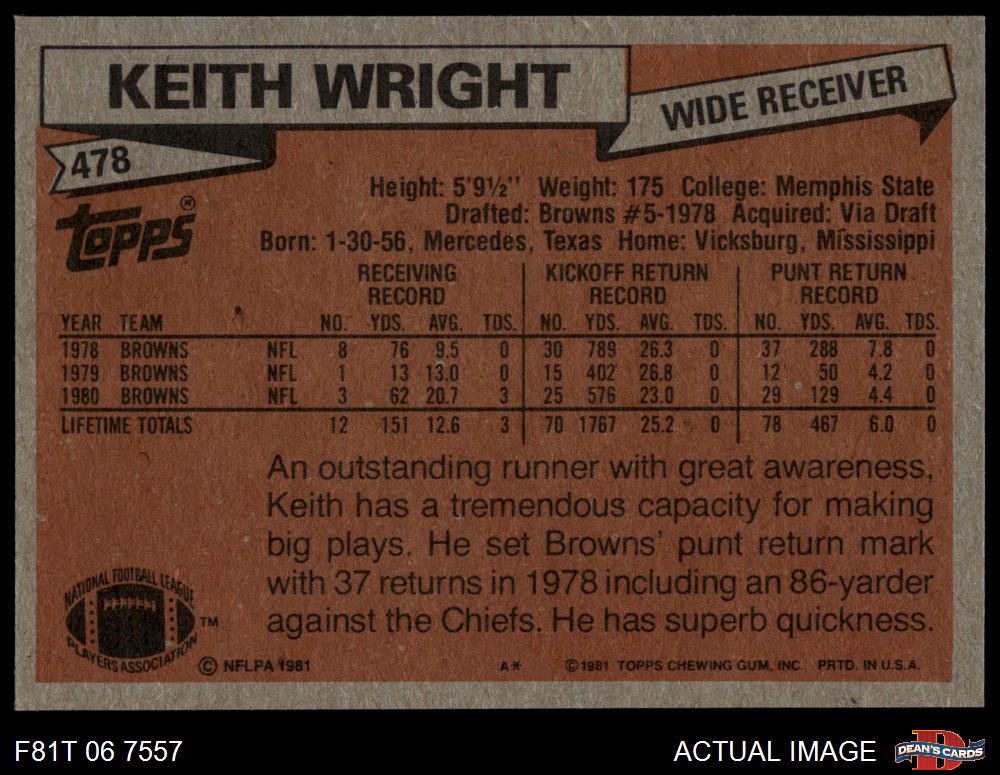 KEITH WRIGHT
WIDE RECEIVER
478
topps®
Height: 5'9½" Weight: 175 College: Memphis State
Drafted: Browns #5-1978 Acquired: Via Draft
Born: 1-30-56, Mercedes, Texas Home: Vicksburg, Mississippi
RECEIVING RECORD KICKOFF RETURN RECORD PUNT RETURN RECORD
YEAR TEAM NO. YDS. AVG. TDS. NO. YDS. AVG. TDS. NO. YDS. AVG. TDS.
1978 BROWNS NFL 8 76 9.5 0 30 789 26.3 0 37 288 7.8 0
1979 BROWNS NFL 1 13 13.0 0 15 402 26.8 0 12 50 4.2 0
1980 BROWNS NFL 3 62 20.7 3 25 576 23.0 0 29 129 4.4 0
LIFETIME TOTALS 12 151 12.6 3 70 1767 25.2 0 78 467 6.0 0
An outstanding runner with great awareness,
Keith has a tremendous capacity for making
big plays. He set Browns' punt return mark
with 37 returns in 1978 including an 86-yarder
against the Chiefs. He has superb quickness.
NATIONAL FOOTBALL LEAGUE
PLAYERS ASSOCIATION
TM
© NFLPA 1981 A* ©1981 TOPPS CHEWING GUM, INC. PRTD. IN U.S.A.
F81T 06 7557 ACTUAL IMAGE
D
DEAN'S CARDS